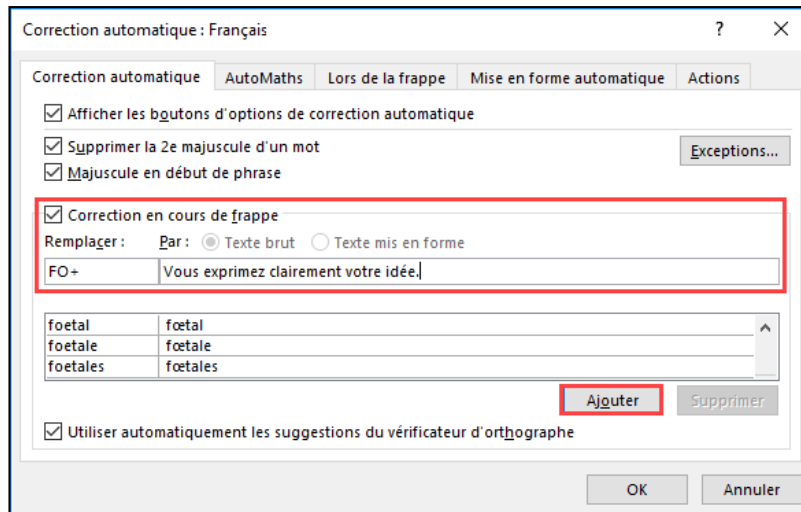 Correction automatique : Français ?
Correction automatique AutoMaths Lors de la frappe Mise en forme automatique Actions
Afficher les boutons d'options de correction automatique
Supprimer la 2e majuscule d'un mot
Exceptions...
Majuscule en début de phrase
Correction en cours de frappe
Remplacer : Par : Texte brut Texte mis en forme
FO+ Vous exprimez clairement votre idée.
foetal fœtal
foetale fœtale
foetales fœtales
Ajouter Supprimer
Utiliser automatiquement les suggestions du vérificateur d'orthographe
OK Annuler